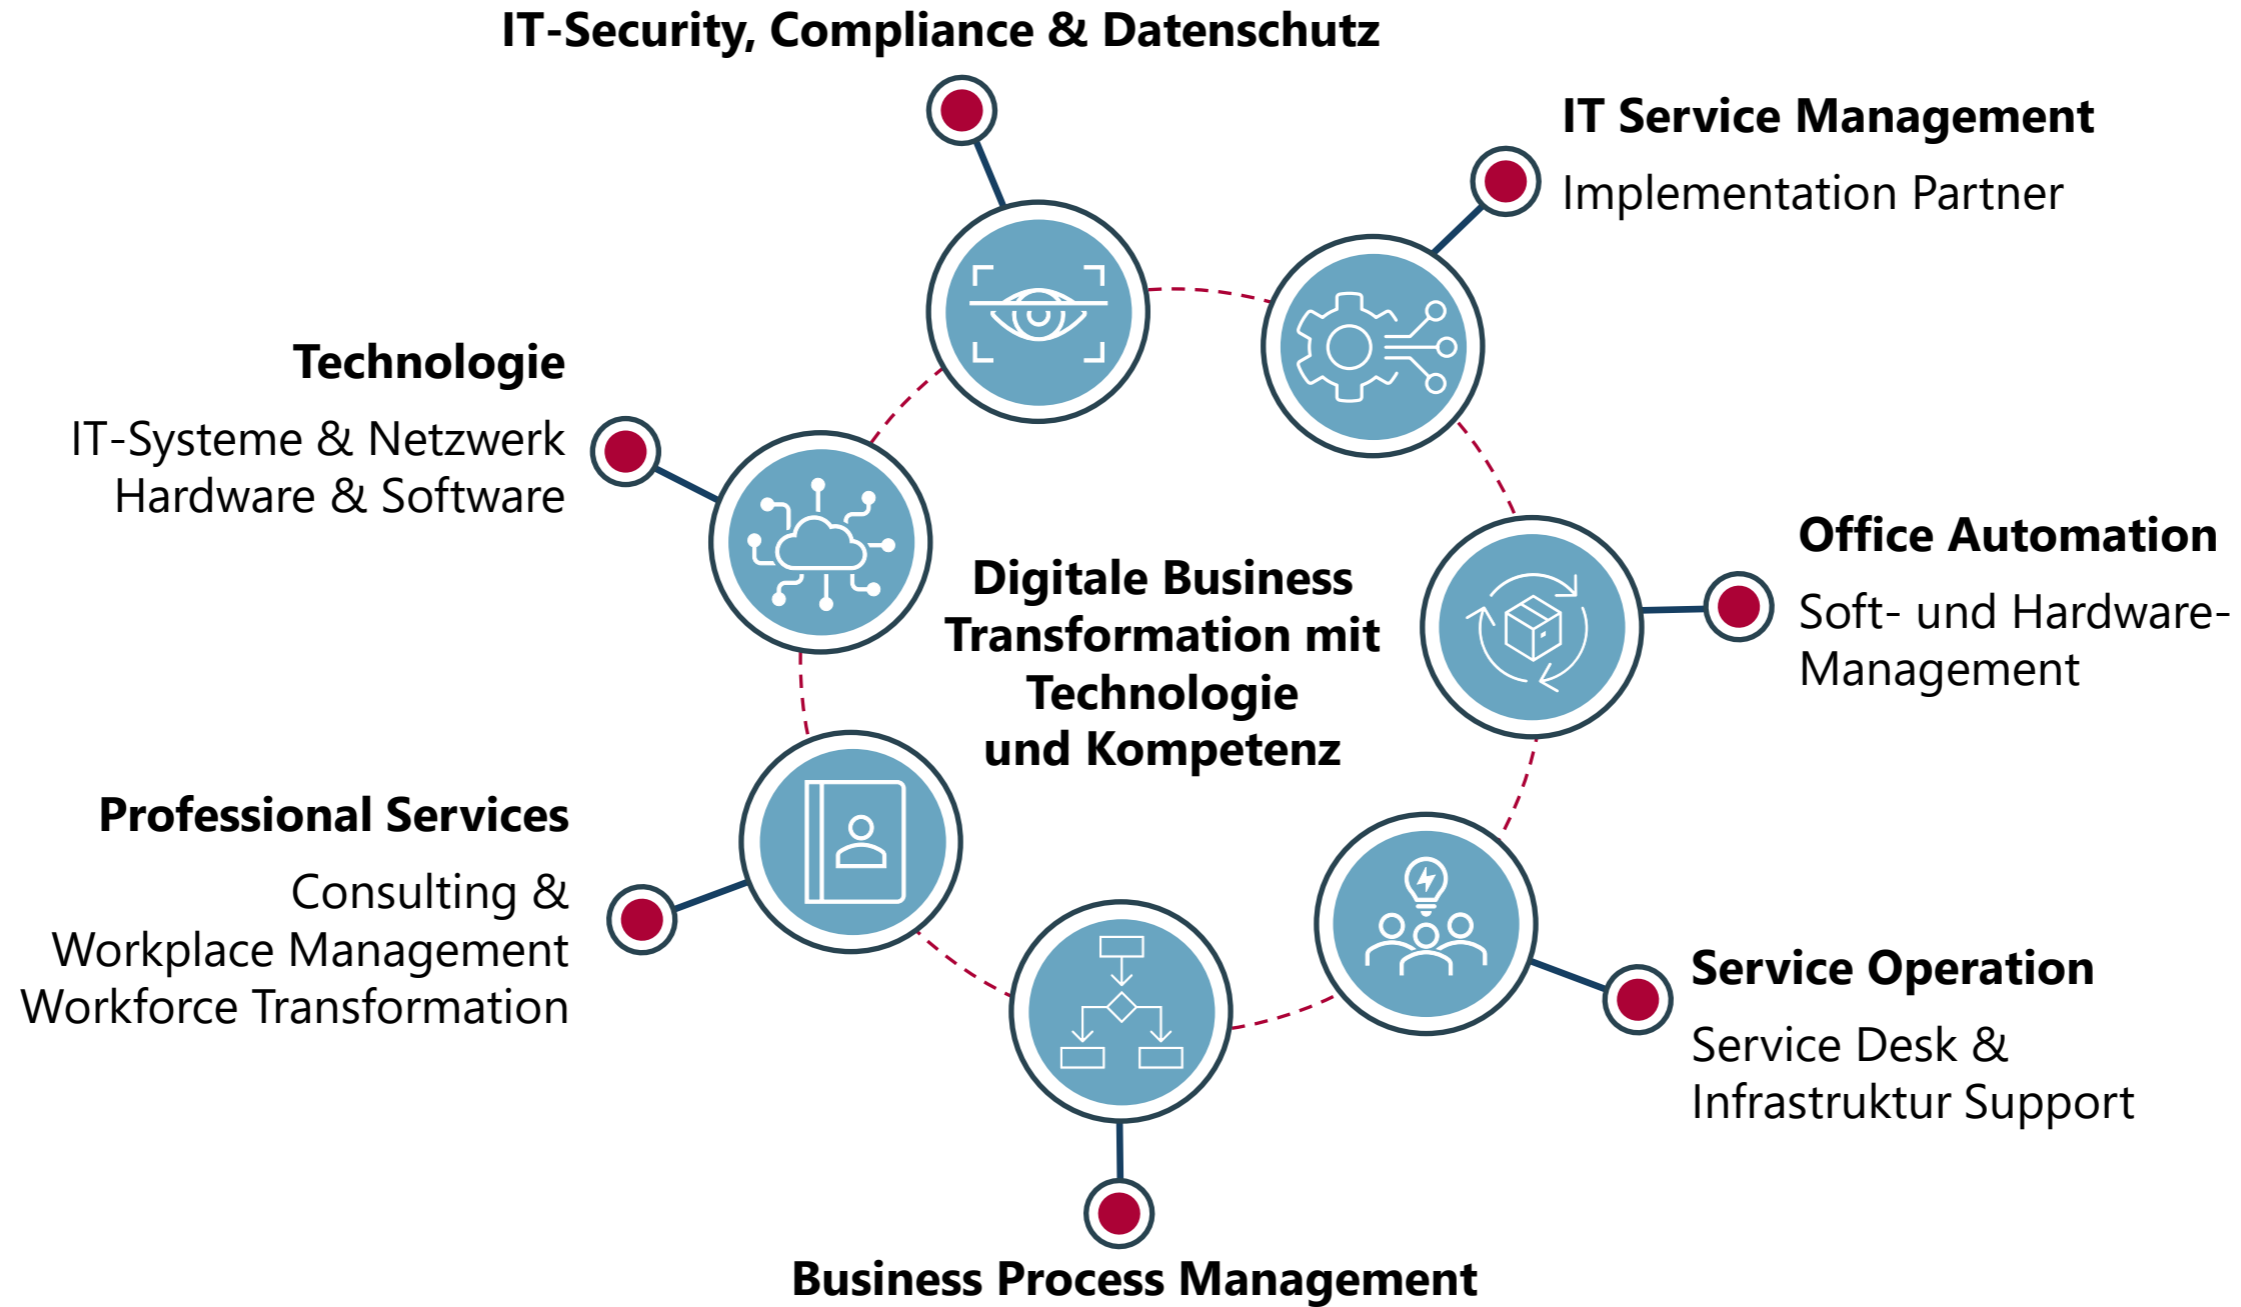 IT-Security, Compliance & Datenschutz
IT Service Management
Implementation Partner
Technologie
IT-Systeme & Netzwerk
Hardware & Software
Office Automation
Soft- und Hardware-
Management
Digitale Business
Transformation mit
Technologie
und Kompetenz
Professional Services
Consulting &
Workplace Management
Workforce Transformation
Service Operation
Service Desk &
Infrastruktur Support
Business Process Management